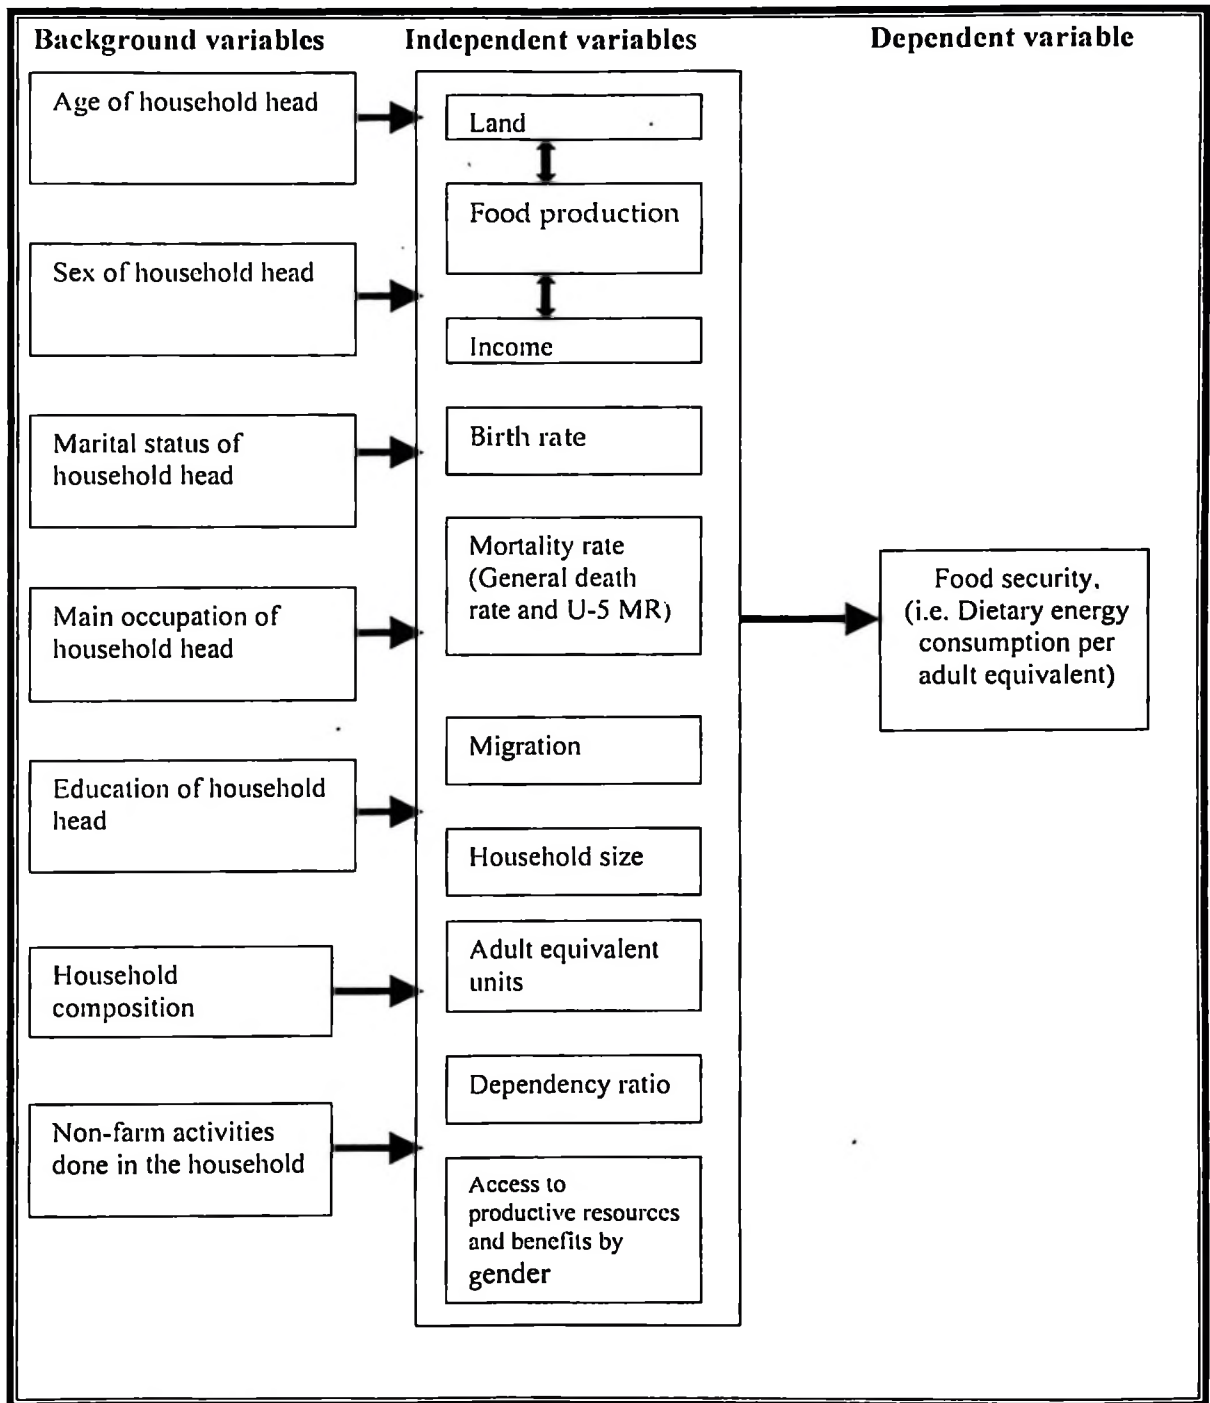 Background variables
Independent variables
Dependent variable
Age of household head
Sex of household head
Marital status of
household head
Main occupation of
household head
Education of household
head
Household
composition
Non-farm activities
done in the household
Land
Food production
Income
Birth rate
Mortality rate
(General death
rate and U-5 MR)
Migration
Household size
Adult equivalent
units
Dependency ratio
Access to
productive resources
and benefits by
gender
Food security,
(i.e. Dietary energy
consumption per
adult equivalent)